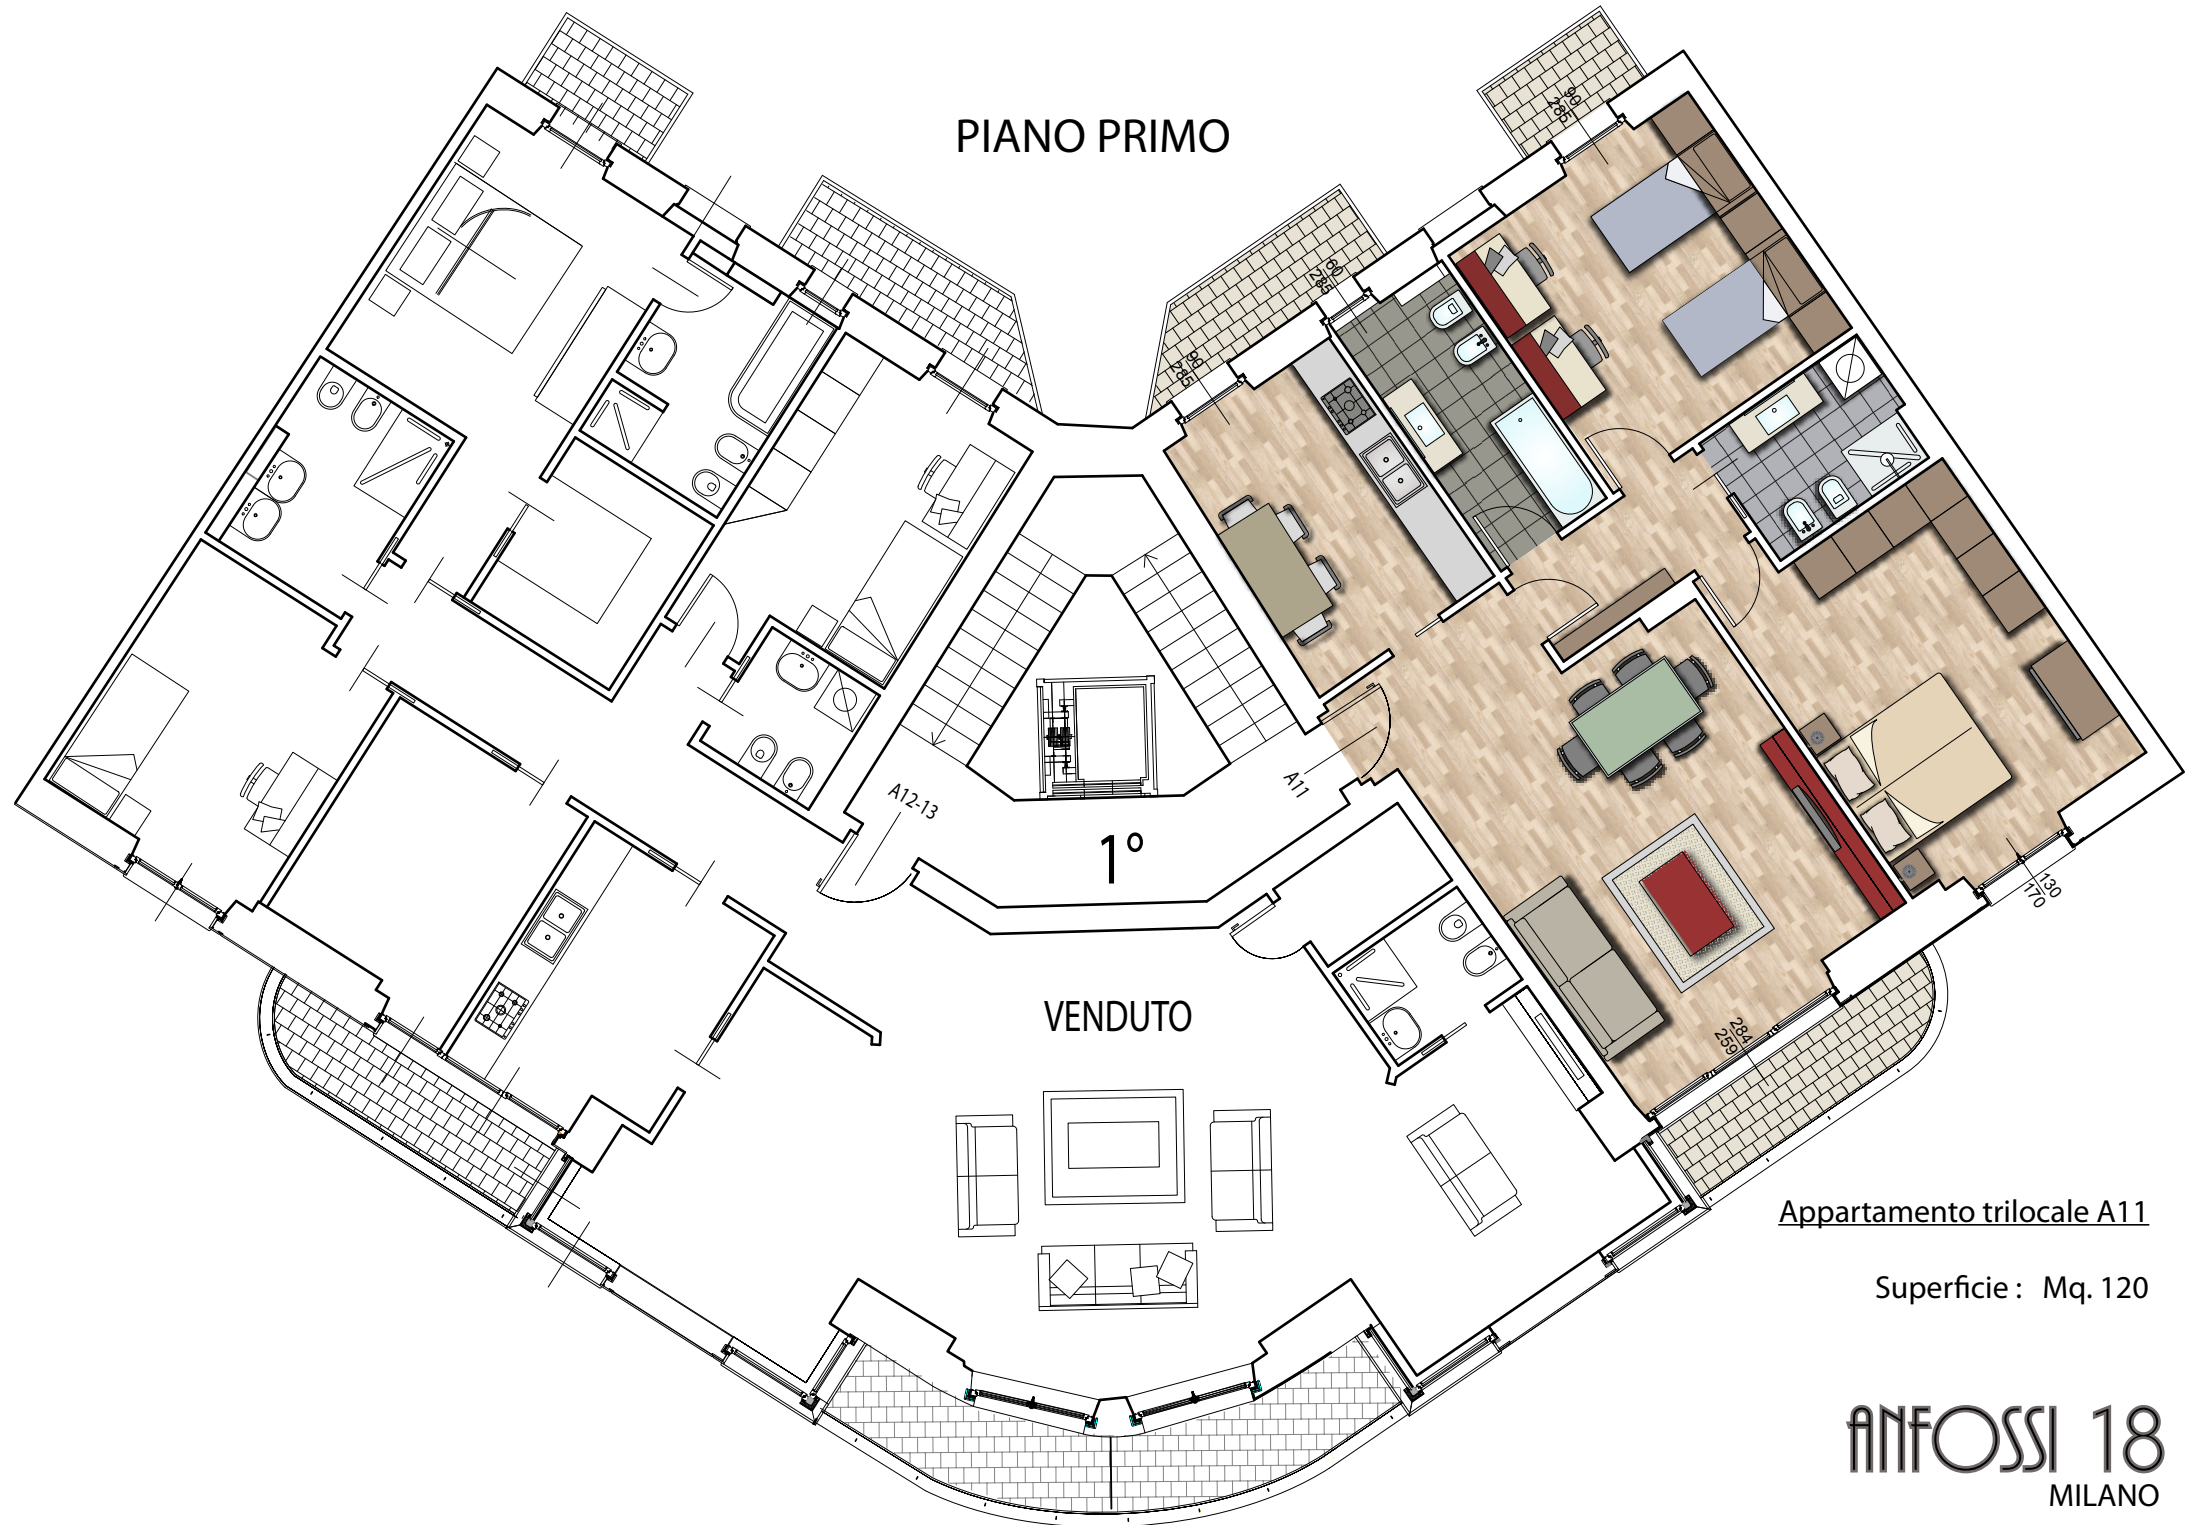 PIANO PRIMO
90
285
60
285
90
285
A12-13
A11
1°
130
170
VENDUTO
284
259
Appartamento trilocale A11
Superficie : Mq. 120
ANFOSSI 18
MILANO